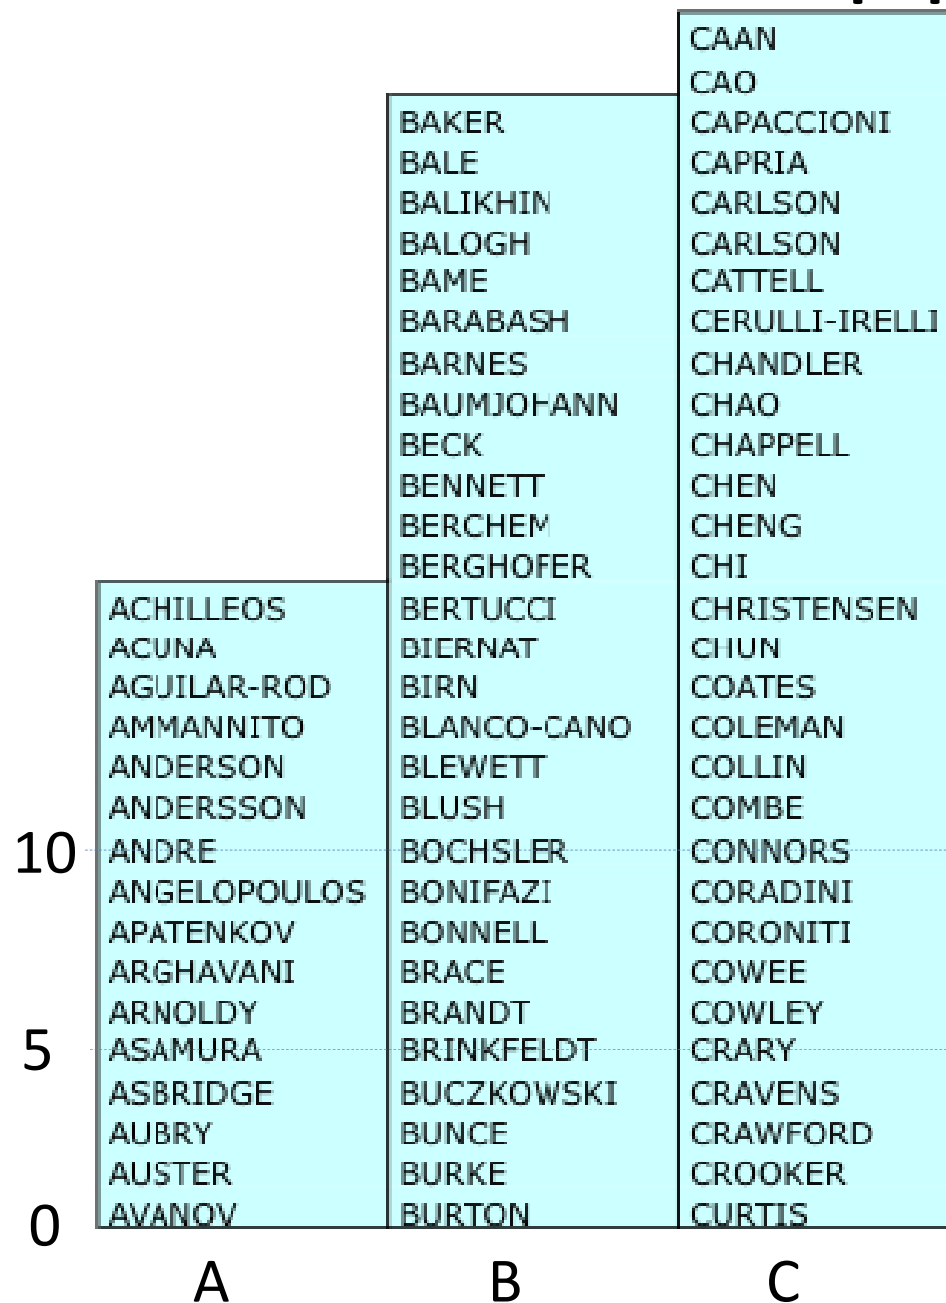 ACHILLEOS
ACUNA
AGUILAR-ROD
AMMANNITO
ANDERSON
ANDERSSON
ANDRE
ANGELOPOULOS
APATENKOV
ARGHAVANI
ARNOLDY
ASAMURA
ASBRIDGE
AUBRY
AUSTER
AVANOV
BAKER
BALE
BALIKHIN
BALOGH
BAME
BARABASH
BARNES
BAUMJOHANN
BECK
BENNETT
BERCHEM
BERGHOFER
BERTUCCI
BIERNAT
BIRN
BLANCO-CANO
BLEWETT
BLUSH
BOCHSLER
BONIFAZI
BONNELL
BRACE
BRANDT
BRINKFELDT
BUCZKOWSKI
BUNCE
BURKE
BURTON
CAAN
CAO
CAPACCIONI
CAPRIA
CARLSON
CARLSON
CATTELL
CERULLI-IRELLI
CHANDLER
CHAO
CHAPPELL
CHEN
CHENG
CHI
CHRISTENSEN
CHUN
COATES
COLEMAN
COLLIN
COMBE
CONNORS
CORADINI
CORONITI
COWEE
COWLEY
CRARY
CRAVENS
CRAWFORD
CROOKER
CURTIS
10
5
0
A B C